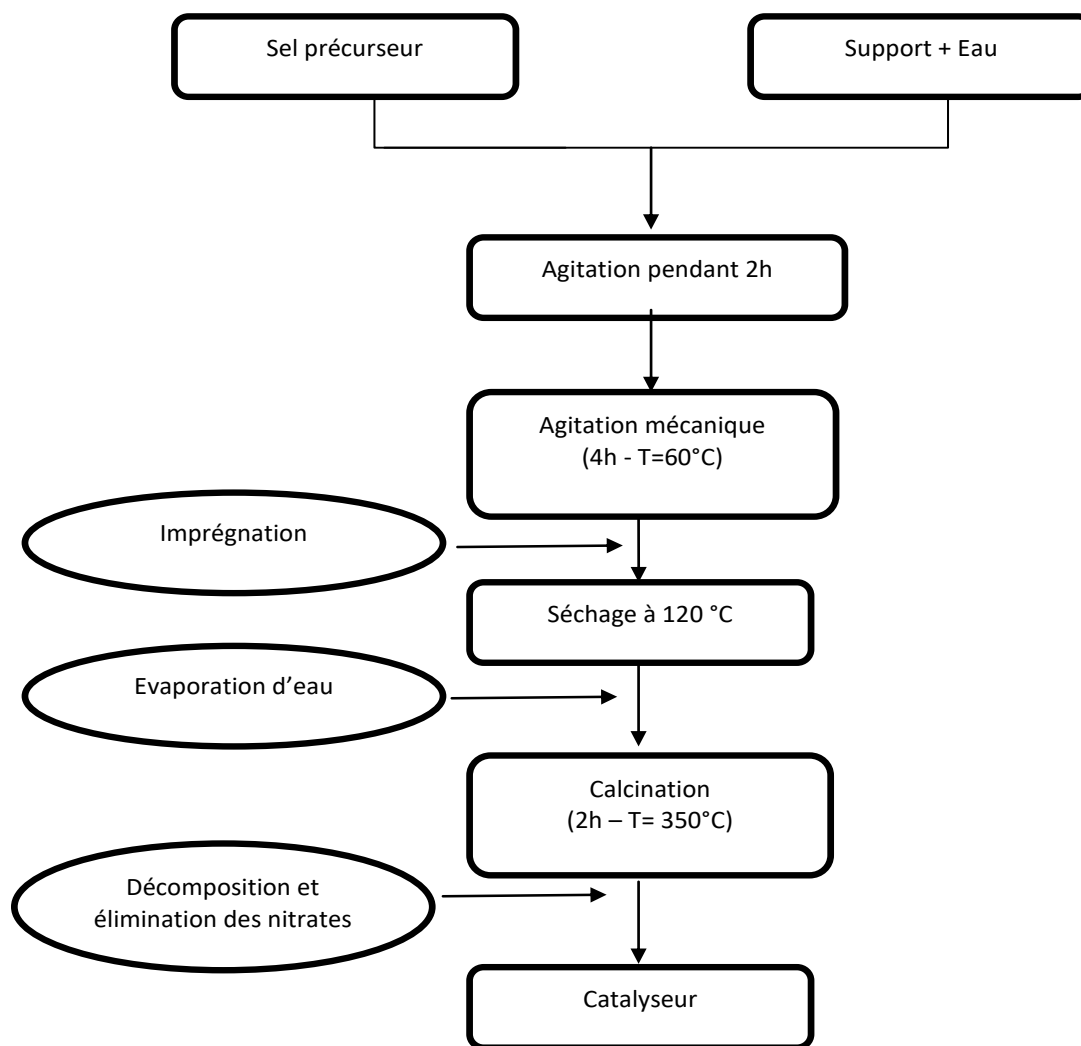 Sel précurseur
Support + Eau
Agitation pendant 2h
Agitation mécanique
(4h - T=60°C)
Imprégnation
Séchage à 120 °C
Evaporation d’eau
Calcination
(2h – T= 350°C)
Décomposition et
élimination des nitrates
Catalyseur